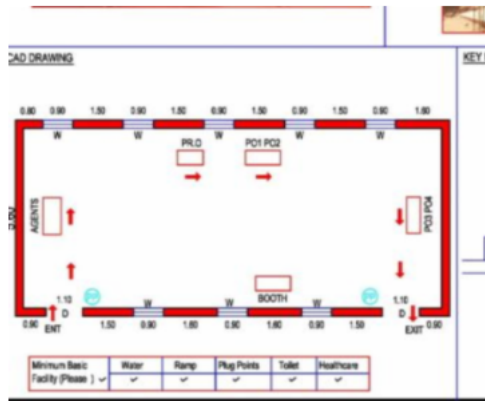 CAD DRAWING
KEY
0.80 0.90 1.50 0.90 1.50 0.90 1.50 0.90 1.50 0.90 1.60
W W W W W
PR.O PO1 PO2
AGENTS
PO3 PO4
BOOTH
1.10 W W W 1.10
D D
0.90 ENT 1.50 0.90 1.60 0.90 1.60 0.90 1.50 EXIT 0.90
Minimum Basic Water Ramp Plug Points Toilet Healthcare
Facility (Please )